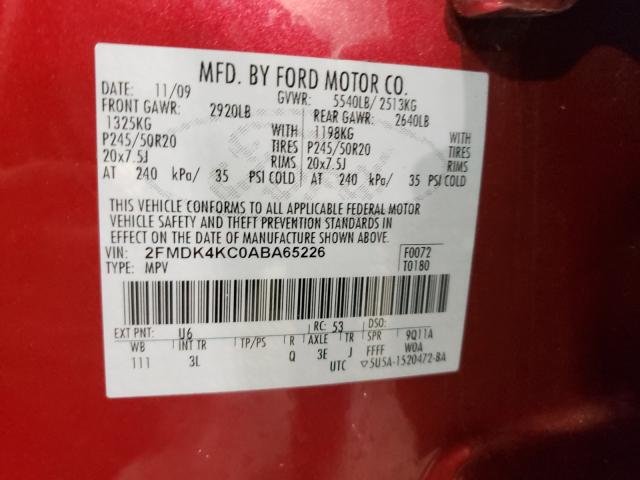 MFD. BY FORD MOTOR CO.
DATE: 11/09 GVWR: 5540LB/ 2513KG
FRONT GAWR: 2920LB REAR GAWR: 2640LB
1325KG WITH 1198KG WITH
P245/50R20 TIRES P245/50R20 TIRES
20x7.5J RIMS 20x7.5J RIMS
AT 240 kPa/ 35 PSI COLD AT 240 kPa/ 35 PSI COLD
THIS VEHICLE CONFORMS TO ALL APPLICABLE FEDERAL MOTOR
VEHICLE SAFETY AND THEFT PREVENTION STANDARDS IN
EFFECT ON THE DATE OF MANUFACTURE SHOWN ABOVE.
VIN: 2FMDK4KC0ABA65226 F0072
TYPE: MPV T0180
EXT PNT: U6 RC: 53 DSO:
WB INT TR TP/PS R AXLE TR SPR 9Q11A
111 3L Q 3E J FFFF WOA
UTC ▽5U5A-1520472-BA